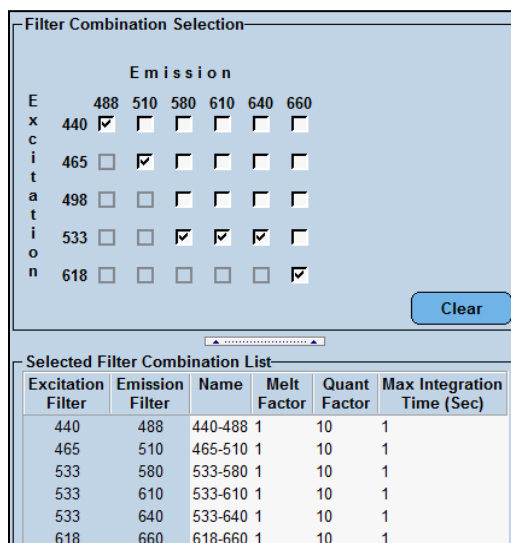 Filter Combination Selection
Emission
Excitation
488 510 580 610 640 660
440
465
498
533
618
Clear
Selected Filter Combination List
Excitation Filter Emission Filter Name Melt Factor Quant Factor Max Integration Time (Sec)
440 488 440-488 1 10 1
465 510 465-510 1 10 1
533 580 533-580 1 10 1
533 610 533-610 1 10 1
533 640 533-640 1 10 1
618 660 618-660 1 10 1